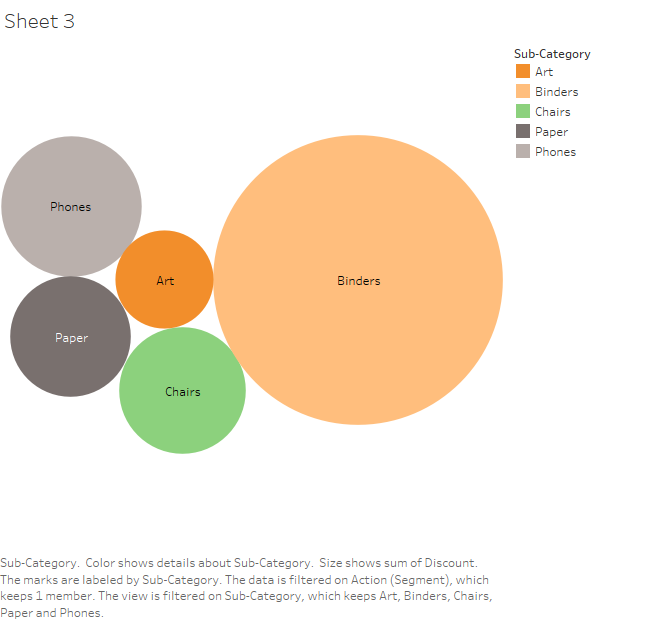 Sheet 3
Sub-Category
Art
Binders
Chairs
Paper
Phones
Phones
Art
Binders
Paper
Chairs
Sub-Category.  Color shows details about Sub-Category.  Size shows sum of Discount.
The marks are labeled by Sub-Category. The data is filtered on Action (Segment), which
keeps 1 member. The view is filtered on Sub-Category, which keeps Art, Binders, Chairs,
Paper and Phones.